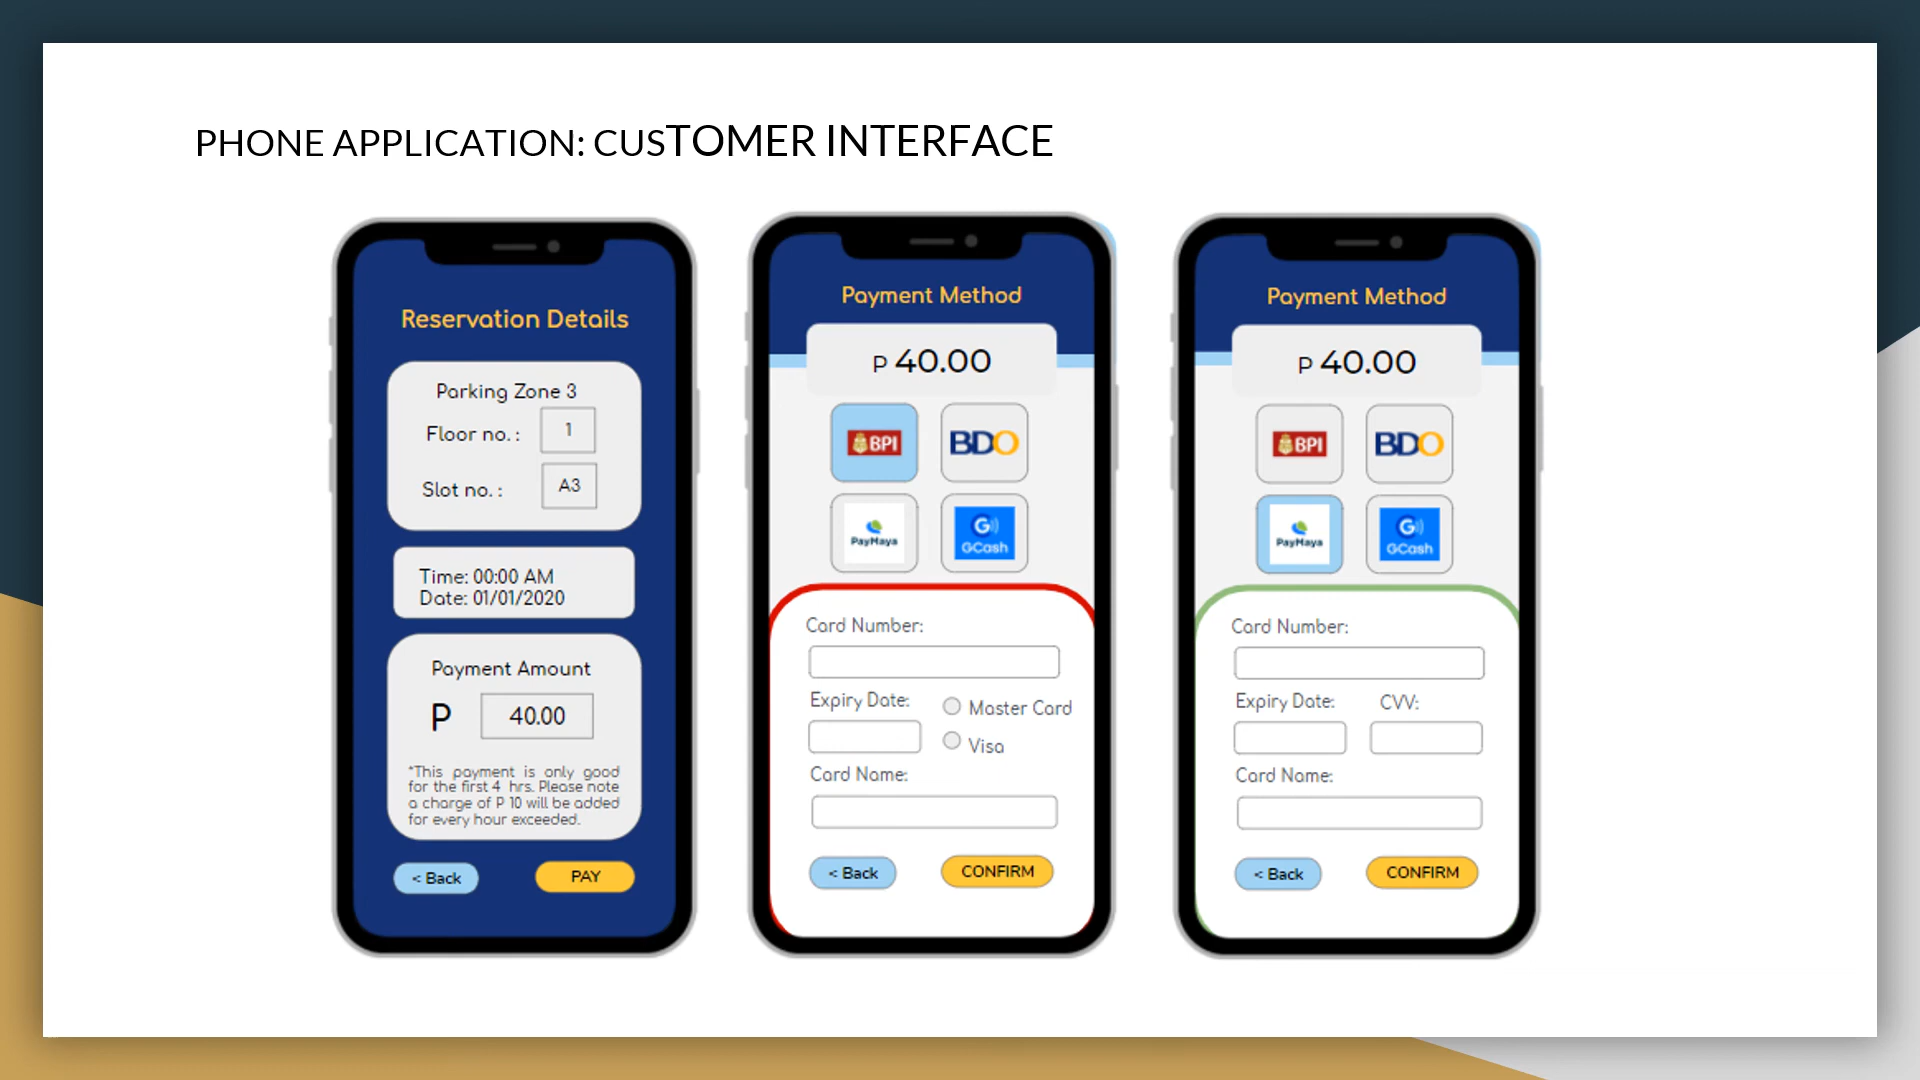 PHONE APPLICATION: CUSTOMER INTERFACE
Reservation Details
Parking Zone 3
Floor no. : 1
Slot no. : A3
Time: 00:00 AM
Date: 01/01/2020
Payment Amount
P 40.00
*This payment is only good
for the first 4 hrs. Please note
a charge of P 10 will be added
for every hour exceeded.
< Back PAY
Payment Method
P 40.00
BPI BDO
PayMaya G GCash
Card Number:
Expiry Date: Master Card
Visa
Card Name:
< Back CONFIRM
Payment Method
P 40.00
BPI BDO
PayMaya G GCash
Card Number:
Expiry Date: CVV:
Card Name:
< Back CONFIRM